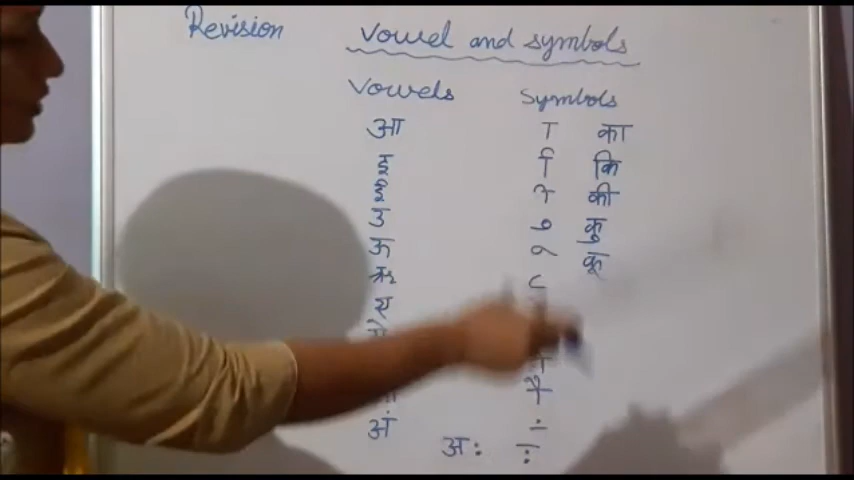 Revision Vowel and symbols
Vowels Symbols
आ ा का
इ ि कि
ई ी की
उ ु कु
ऊ ू कू
ऋ ृ
ए
अं ं
अ: :